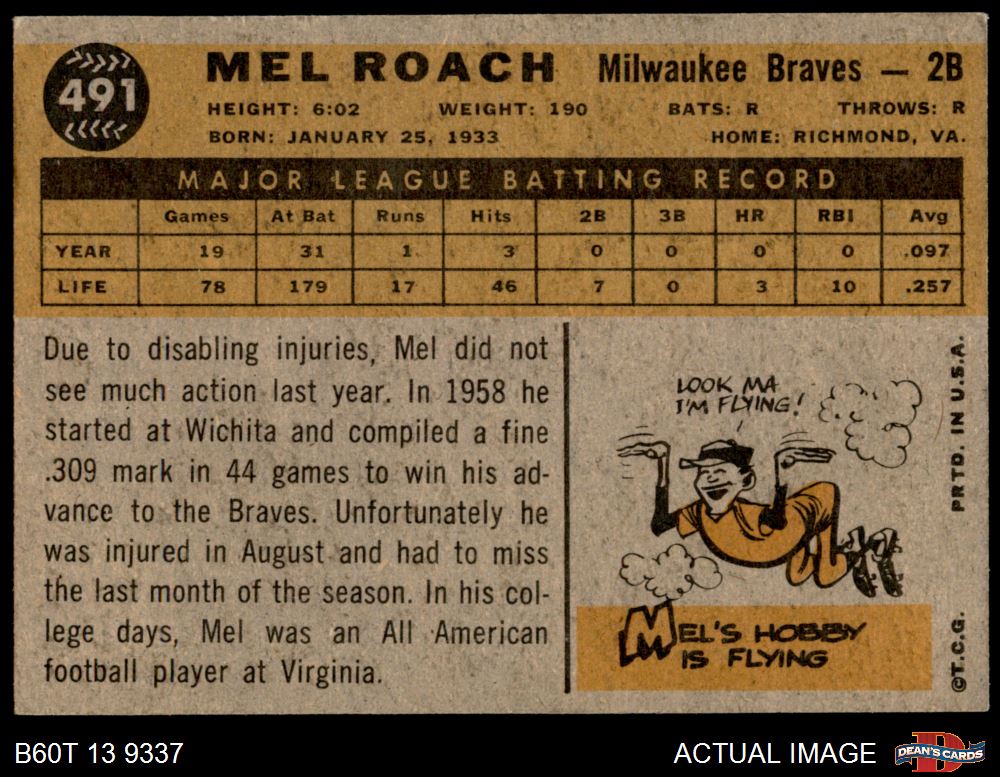 491
MEL ROACH Milwaukee Braves — 2B
HEIGHT: 6:02 WEIGHT: 190 BATS: R THROWS: R
BORN: JANUARY 25, 1933 HOME: RICHMOND, VA.
MAJOR LEAGUE BATTING RECORD
Games At Bat Runs Hits 2B 3B HR RBI Avg
YEAR 19 31 1 3 0 0 0 0 .097
LIFE 78 179 17 46 7 0 3 10 .257
Due to disabling injuries, Mel did not
see much action last year. In 1958 he
started at Wichita and compiled a fine
.309 mark in 44 games to win his ad-
vance to the Braves. Unfortunately he
was injured in August and had to miss
the last month of the season. In his col-
lege days, Mel was an All American
football player at Virginia.
LOOK MA
I'M FLYING!
MEL'S HOBBY
IS FLYING
PRTD. IN U.S.A.
©T.C.G.
B60T 13 9337
ACTUAL IMAGE
D
DEAN'S CARDS